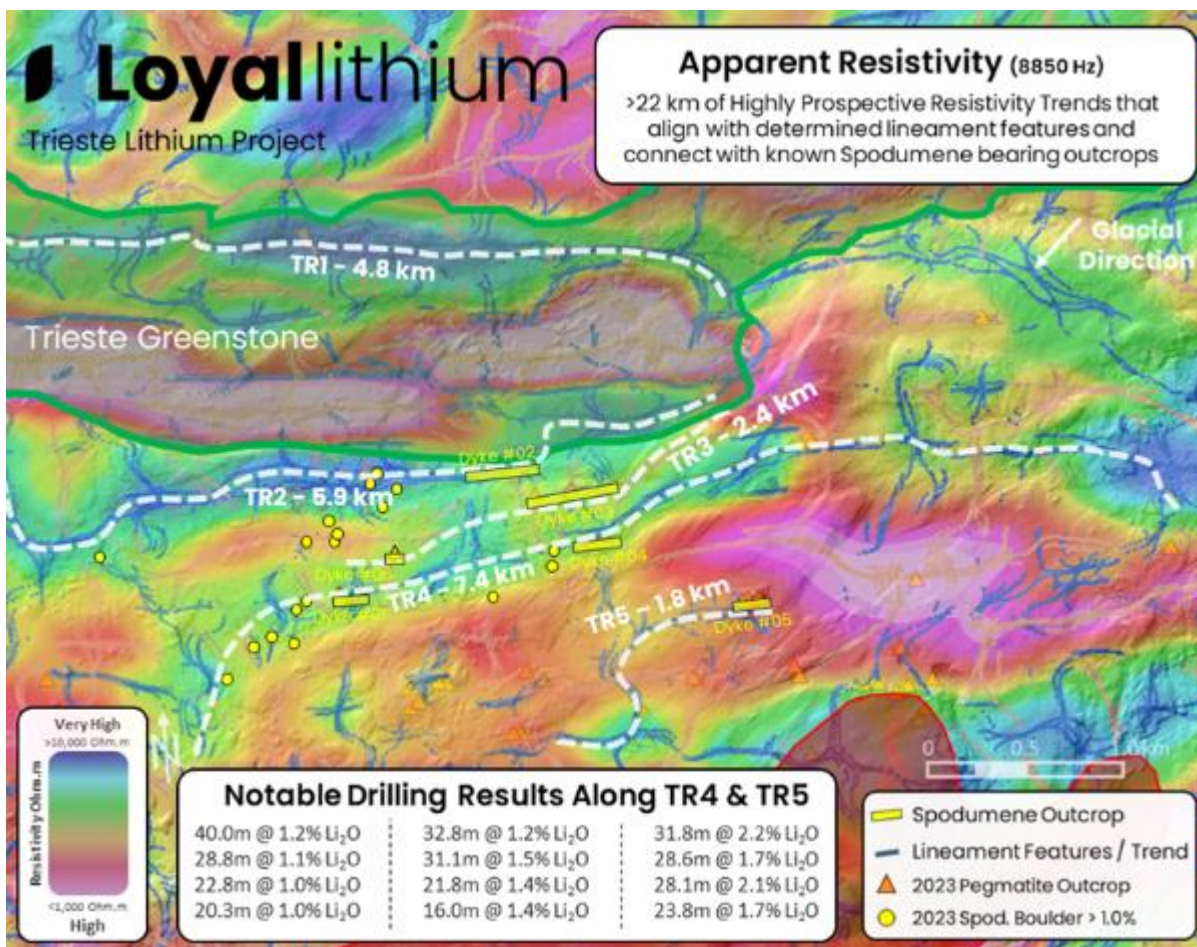 Loyallithium
Trieste Lithium Project
Apparent Resistivity (8850 Hz)
>22 km of Highly Prospective Resistivity Trends that
align with determined lineament features and
connect with known Spodumene bearing outcrops
Glacial
Direction
TR1 - 4.8 km
Trieste Greenstone
TR3 - 2.4 km
Dyke #02
TR2 - 5.9 km
Dyke #03
Dyke #04
TR4 - 7.4 km
TR5 - 1.8 km
Dyke #05
Very High
>10,000 Ohm.m
Resistivity Ohm.m
<1,000 Ohm.m
High
N
0 0.5 1.0km
Notable Drilling Results Along TR4 & TR5
40.0m @ 1.2% Li₂O 32.8m @ 1.2% Li₂O 31.8m @ 2.2% Li₂O
28.8m @ 1.1% Li₂O 31.1m @ 1.5% Li₂O 28.6m @ 1.7% Li₂O
22.8m @ 1.0% Li₂O 21.8m @ 1.4% Li₂O 28.1m @ 2.1% Li₂O
20.3m @ 1.0% Li₂O 16.0m @ 1.4% Li₂O 23.8m @ 1.7% Li₂O
Spodumene Outcrop
Lineament Features / Trend
2023 Pegmatite Outcrop
2023 Spod. Boulder > 1.0%